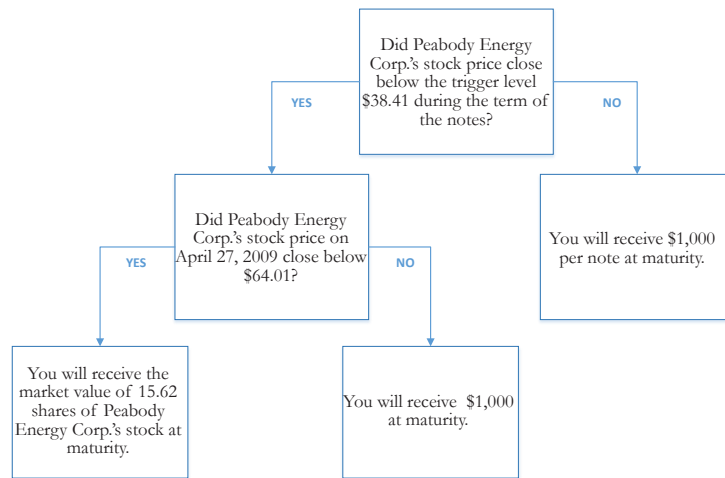 Did Peabody Energy
Corp.'s stock price close
below the trigger level
$38.41 during the term of
the notes?
YES
NO
Did Peabody Energy
Corp.'s stock price on
April 27, 2009 close below
$64.01?
You will receive $1,000
per note at maturity.
YES
NO
You will receive the
market value of 15.62
shares of Peabody
Energy Corp.'s stock at
maturity.
You will receive $1,000
at maturity.